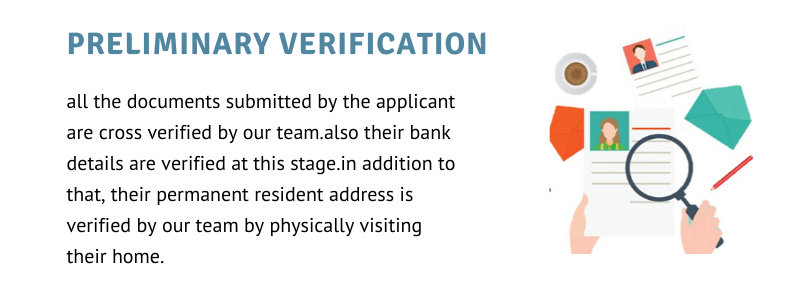 PRELIMINARY VERIFICATION
all the documents submitted by the applicant
are cross verified by our team.also their bank
details are verified at this stage.in addition to
that, their permanent resident address is
verified by our team by physically visiting
their home.